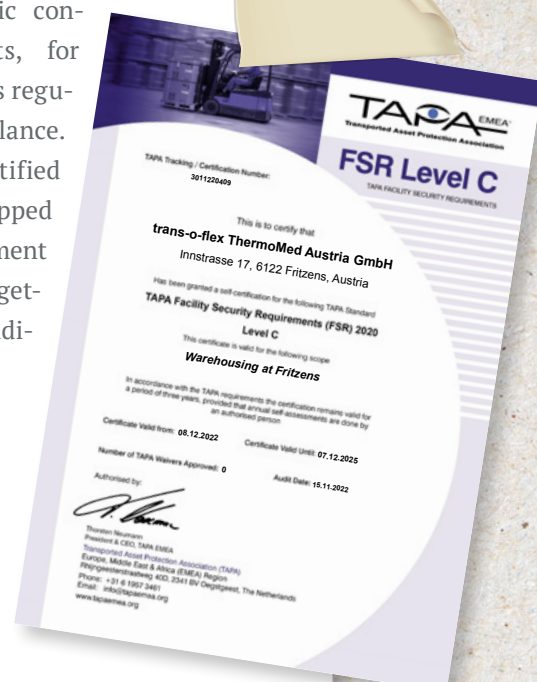 ic con-
ts, for
s regu-
lance.
tified
pped
ment
get-
di-
TAPA EMEA
Transported Asset Protection Association
FSR Level C
TAPA FACILITY SECURITY REQUIREMENTS
TAPA Tracking / Certification Number:
3011220409
This is to certify that
trans-o-flex ThermoMed Austria GmbH
Innstrasse 17, 6122 Fritzens, Austria
Has been granted a self-certification for the following TAPA Standard
TAPA Facility Security Requirements (FSR) 2020
Level C
This certificate is valid for the following scope
Warehousing at Fritzens
In accordance with the TAPA requirements the certification remains valid for
a period of three years, provided that annual self-assessments are done by
an authorised person
Certificate Valid from: 08.12.2022 Certificate Valid Until: 07.12.2025
Number of TAPA Waivers Approved: 0 Audit Date: 15.11.2022
Authorised by:
Thorsten Neumann
President & CEO, TAPA EMEA
Transported Asset Protection Association (TAPA)
Europe, Middle East & Africa (EMEA) Region
Rhijngeesterstraatweg 40D, 2341 BV Oegstgeest, The Netherlands
Phone: +31 6 1957 3461
Email: info@tapaemea.org
www.tapaemea.org